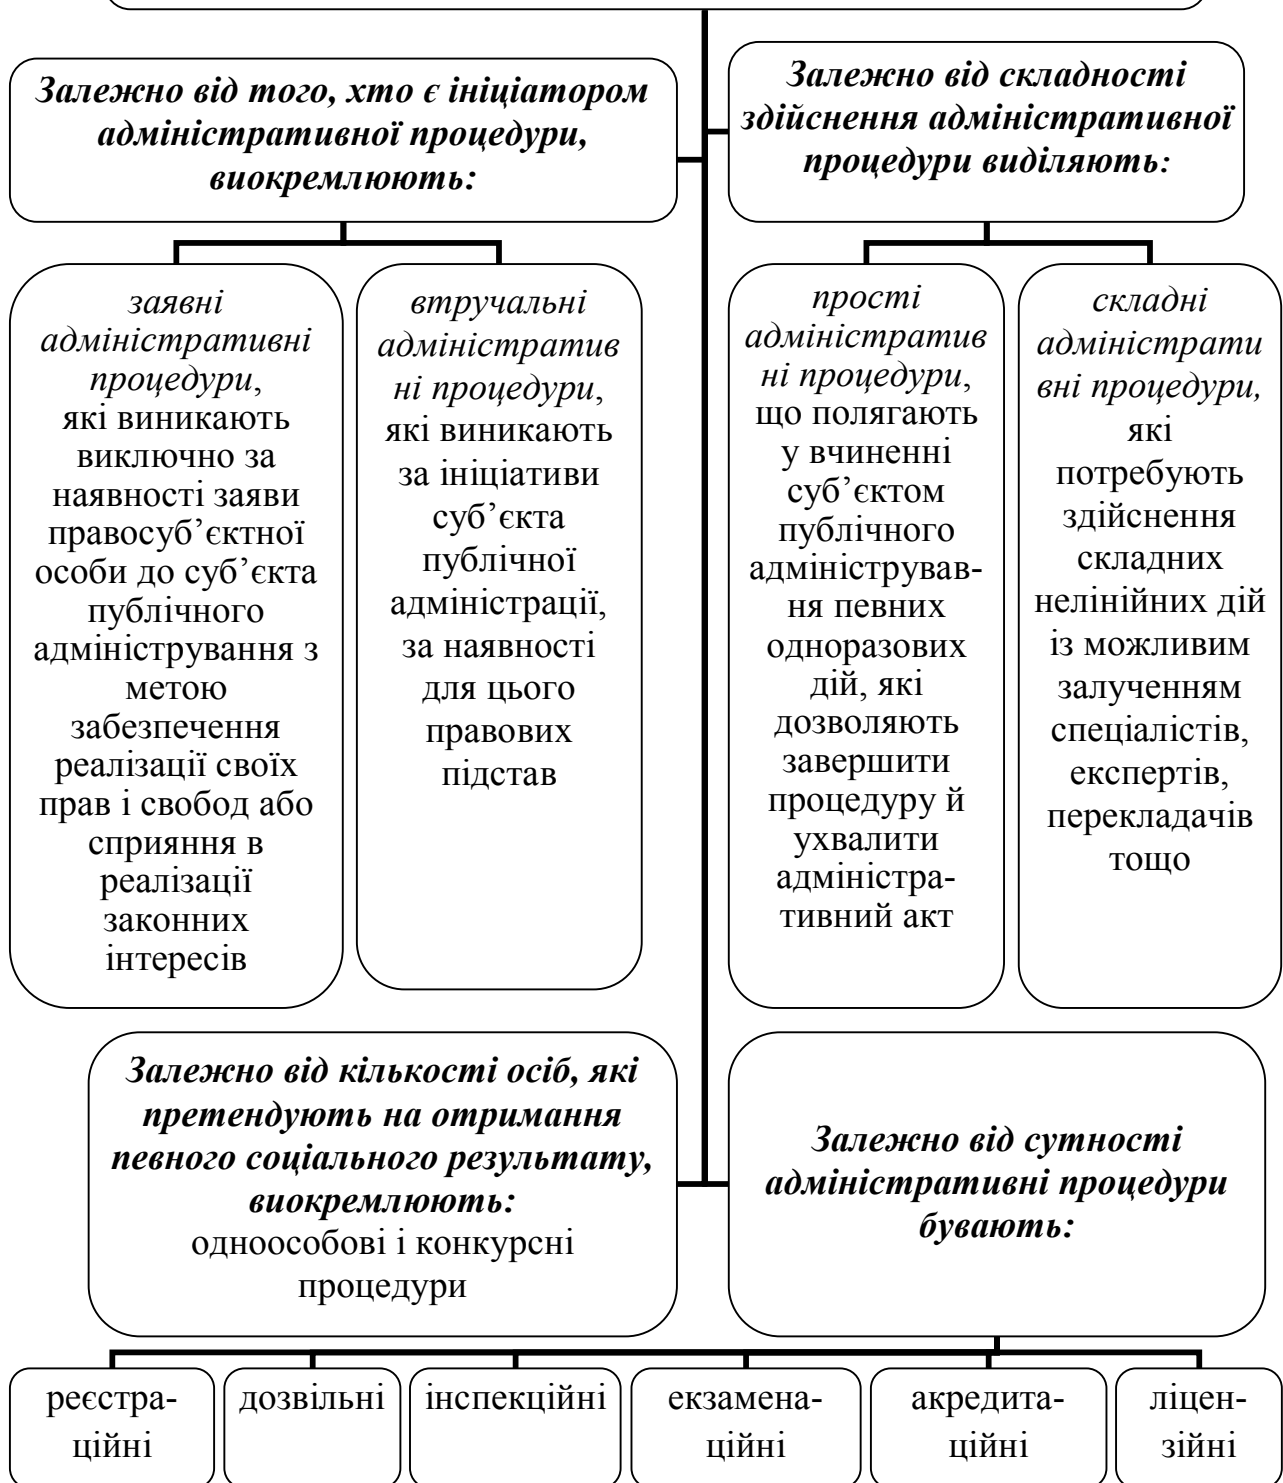 Залежно від того, хто є ініціатором
адміністративної процедури,
виокремлюють:
Залежно від складності
здійснення адміністративної
процедури виділяють:
заявні
адміністративні
процедури,
які виникають
виключно за
наявності заяви
правосуб’єктної
особи до суб’єкта
публічного
адміністрування з
метою
забезпечення
реалізації своїх
прав і свобод або
сприяння в
реалізації
законних
інтересів
втручальні
адміністратив
ні процедури,
які виникають
за ініціативи
суб’єкта
публічної
адміністрації,
за наявності
для цього
правових
підстав
прості
адміністратив
ні процедури,
що полягають
у вчиненні
суб’єктом
публічного
адмініструван-
ня певних
одноразових
дій, які
дозволяють
завершити
процедуру й
ухвалити
адміністра-
тивний акт
складні
адміністрати
вні процедури,
які
потребують
здійснення
складних
нелінійних дій
із можливим
залученням
спеціалістів,
експертів,
перекладачів
тощо
Залежно від кількості осіб, які
претендують на отримання
певного соціального результату,
виокремлюють:
одноособові і конкурсні
процедури
Залежно від сутності
адміністративні процедури
бувають:
реєстра-
ційні
дозвільні
інспекційні
екзамена-
ційні
акредита-
ційні
ліцен-
зійні